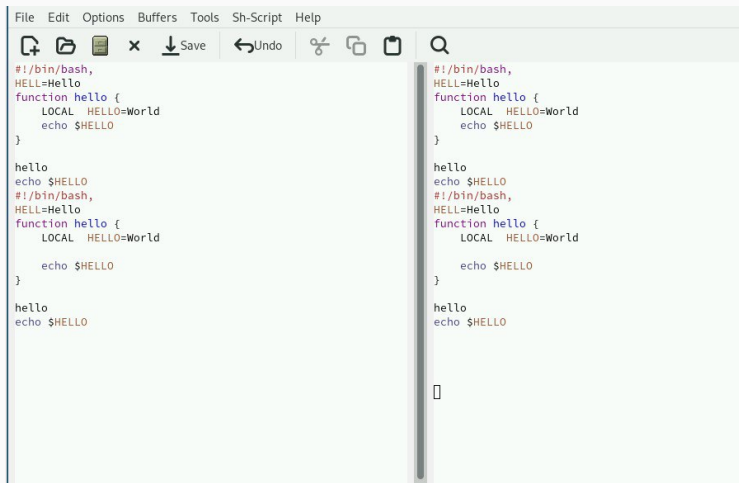 File Edit Options Buffers Tools Sh-Script Help
Save Undo
#!/bin/bash,
HELL=Hello
function hello {
    LOCAL  HELLO=World
    echo $HELLO
}
hello
echo $HELLO
#!/bin/bash,
HELL=Hello
function hello {
    LOCAL  HELLO=World
    echo $HELLO
}
hello
echo $HELLO
#!/bin/bash,
HELL=Hello
function hello {
    LOCAL  HELLO=World
    echo $HELLO
}
hello
echo $HELLO
#!/bin/bash,
HELL=Hello
function hello {
    LOCAL  HELLO=World
    echo $HELLO
}
hello
echo $HELLO